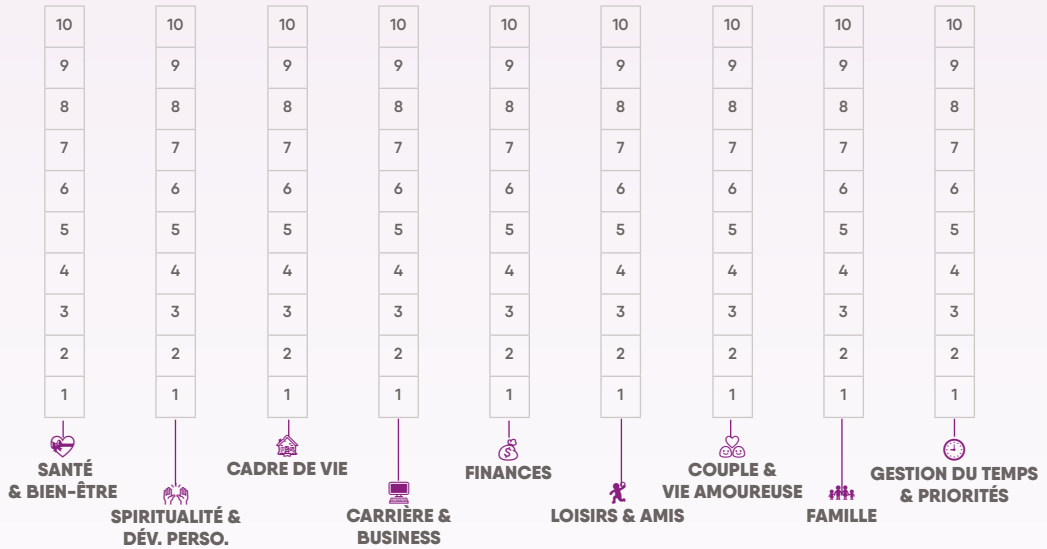 10 10 10 10 10 10 10 10 10
9 9 9 9 9 9 9 9 9
8 8 8 8 8 8 8 8 8
7 7 7 7 7 7 7 7 7
6 6 6 6 6 6 6 6 6
5 5 5 5 5 5 5 5 5
4 4 4 4 4 4 4 4 4
3 3 3 3 3 3 3 3 3
2 2 2 2 2 2 2 2 2
1 1 1 1 1 1 1 1 1
SANTÉ
& BIEN-ÊTRE
SPIRITUALITÉ &
DÉV. PERSO.
CADRE DE VIE
CARRIÈRE &
BUSINESS
FINANCES
LOISIRS & AMIS
COUPLE &
VIE AMOUREUSE
FAMILLE
GESTION DU TEMPS
& PRIORITÉS